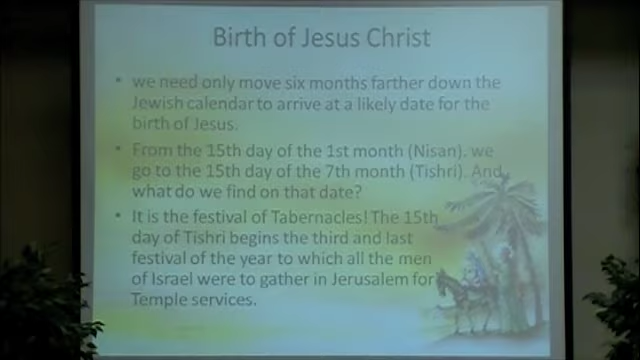 Birth of Jesus Christ
• we need only move six months farther down the
Jewish calendar to arrive at a likely date for the
birth of Jesus.
• From the 15th day of the 1st month (Nisan). we
go to the 15th day of the 7th month (Tishri). And
what do we find on that date?
• It is the festival of Tabernacles! The 15th
day of Tishri begins the third and last
festival of the year to which all the men
of Israel were to gather in Jerusalem for
Temple services.